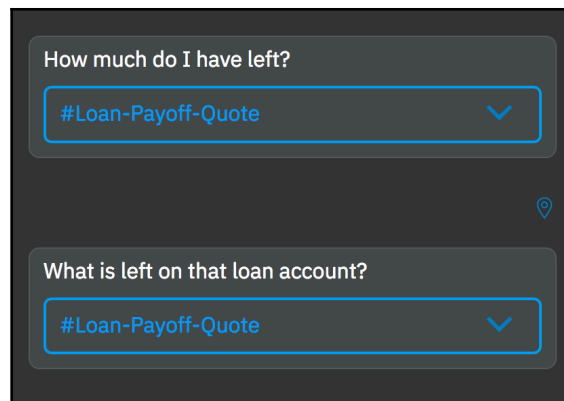 How much do I have left?
#Loan-Payoff-Quote
What is left on that loan account?
#Loan-Payoff-Quote